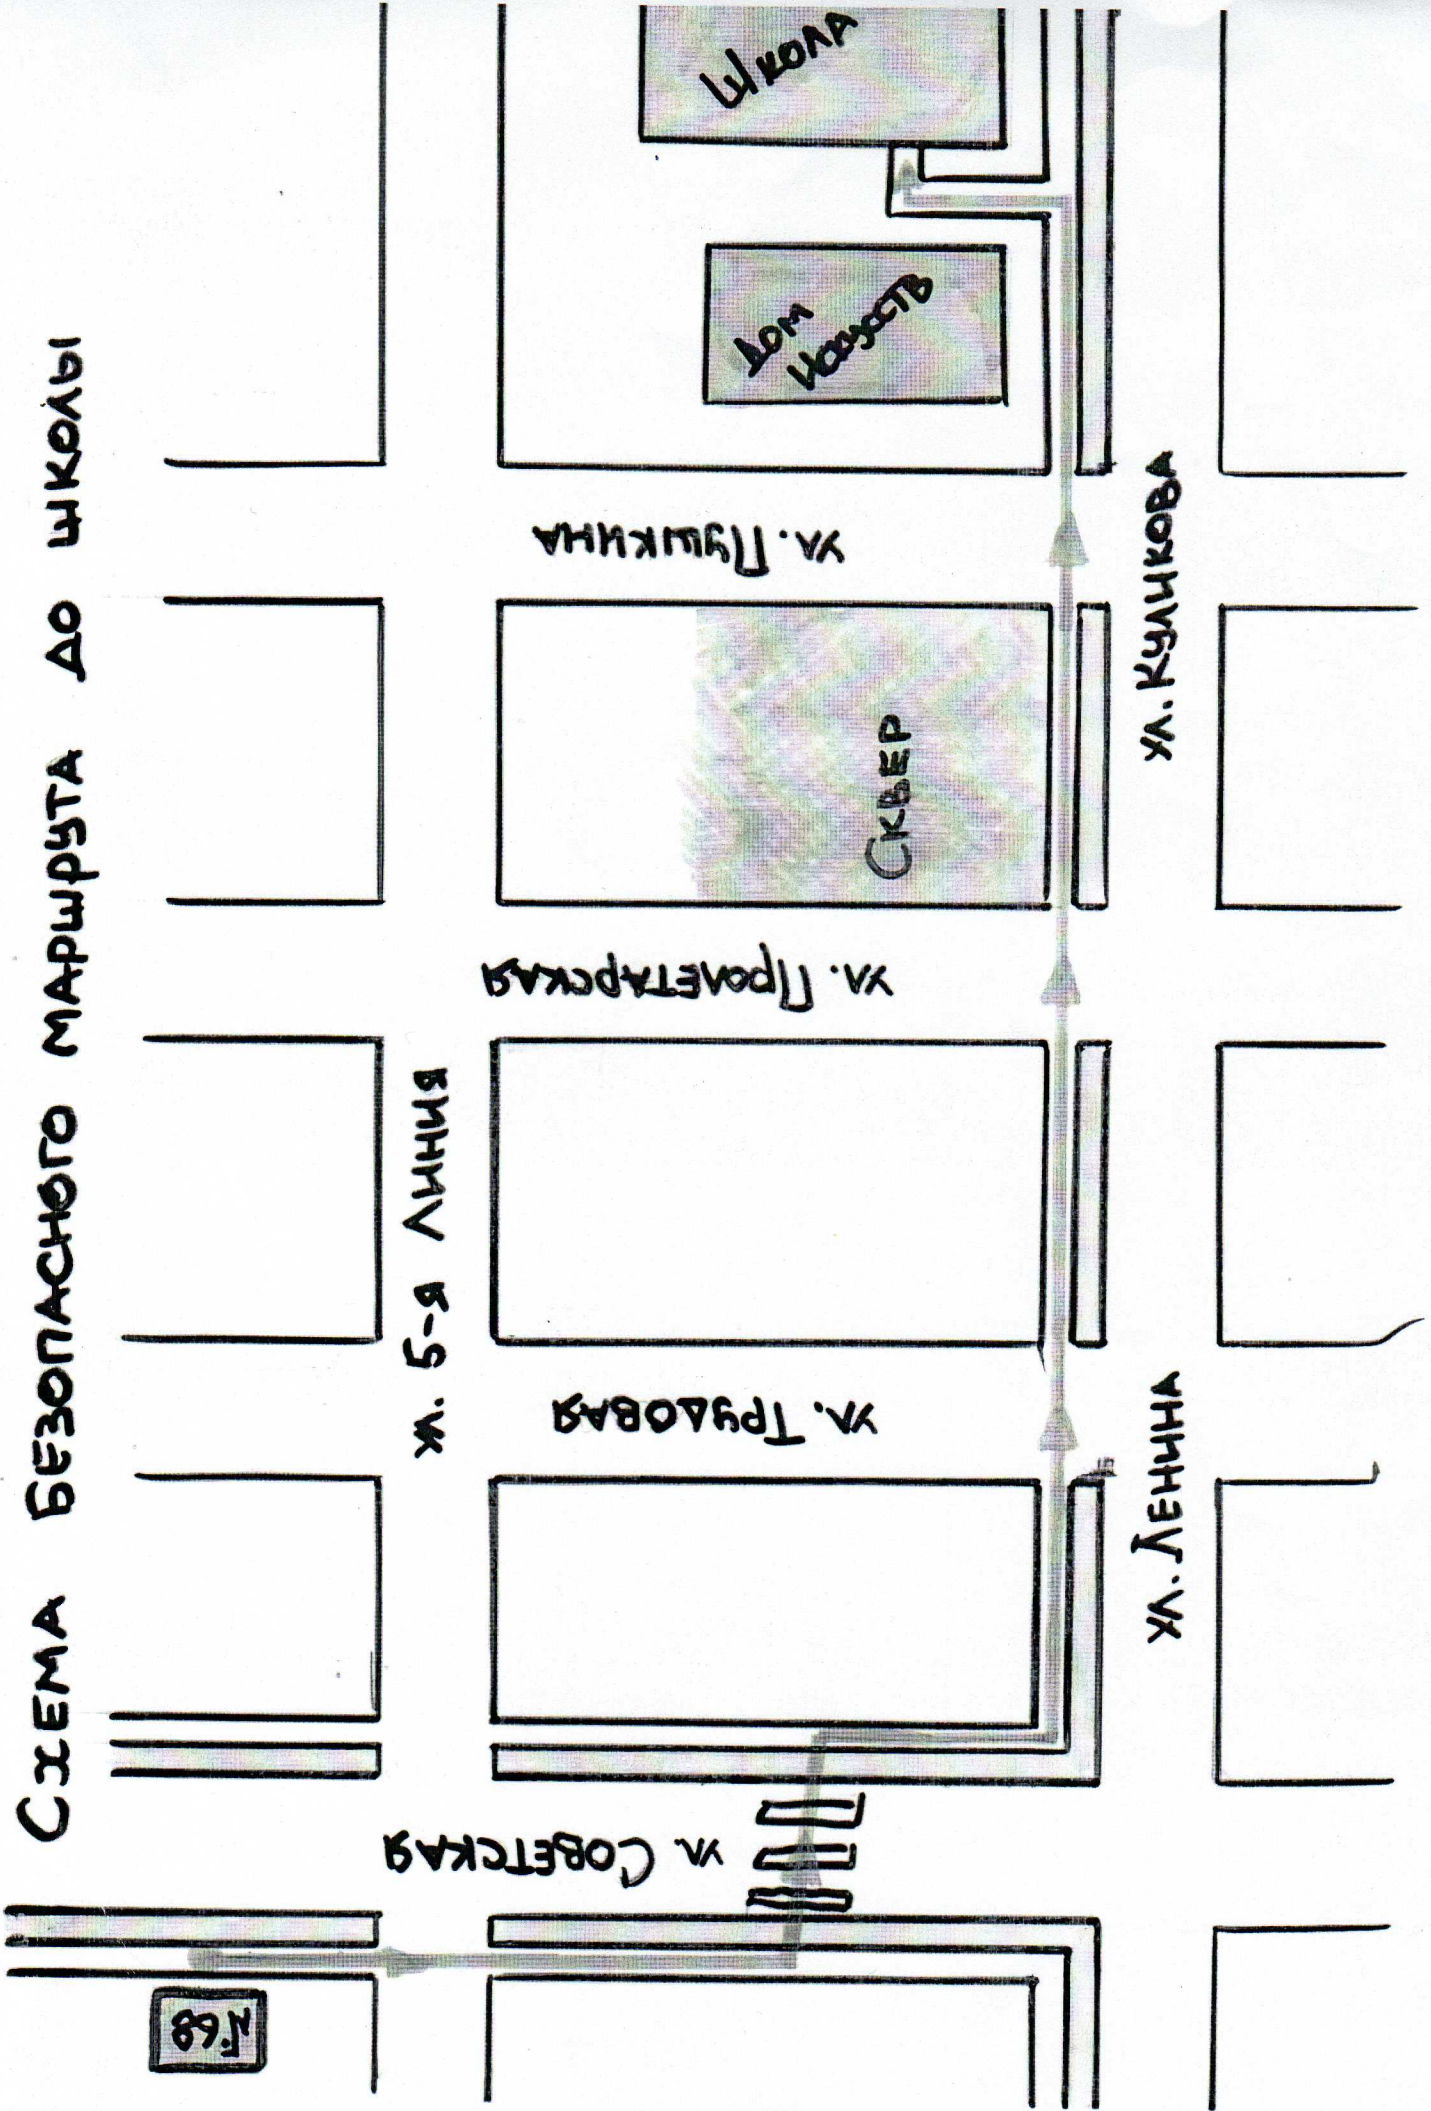 Схема безопасного маршрута до школы
Школа
Дом
Искусств
ул. Пушкина
ул. Куликова
Сквер
ул. Пролетарская
ул. 5-я Линия
ул. Трудовая
ул. Ленина
ул. Советская
№68